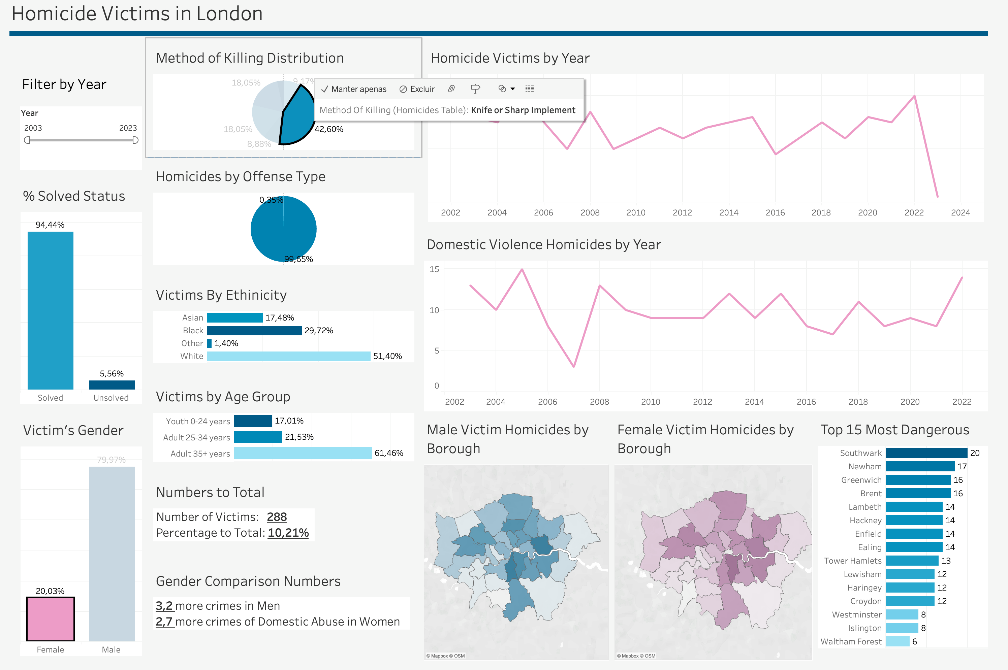 Homicide Victims in London
Filter by Year
Year
2003 2023
% Solved Status
94,44%
5,56%
Solved Unsolved
Victim's Gender
79,97%
20,03%
Female Male
Method of Killing Distribution
18,05%
18,05%
8,88%
42,60%
Manter apenas Excluir
Method Of Killing (Homicides Table): Knife or Sharp Implement
Homicides by Offense Type
0,35%
99,65%
Victims By Ethnicity
Asian 17,48%
Black 29,72%
Other 1,40%
White 51,40%
Victims by Age Group
Youth 0-24 years 17,01%
Adult 25-34 years 21,53%
Adult 35+ years 61,46%
Numbers to Total
Number of Victims: 288
Percentage to Total: 10,21%
Gender Comparison Numbers
3,2 more crimes in Men
2,7 more crimes of Domestic Abuse in Women
Homicide Victims by Year
2002 2004 2006 2008 2010 2012 2014 2016 2018 2020 2022 2024
Domestic Violence Homicides by Year
15
10
5
0
2002 2004 2006 2008 2010 2012 2014 2016 2018 2020 2022
Male Victim Homicides by
Borough
© Mapbox © OSM
Female Victim Homicides by
Borough
© Mapbox © OSM
Top 15 Most Dangerous
Southwark 20
Newham 17
Greenwich 16
Brent 16
Lambeth 14
Hackney 14
Enfield 14
Ealing 14
Tower Hamlets 13
Lewisham 12
Haringey 12
Croydon 12
Westminster 8
Islington 8
Waltham Forest 6